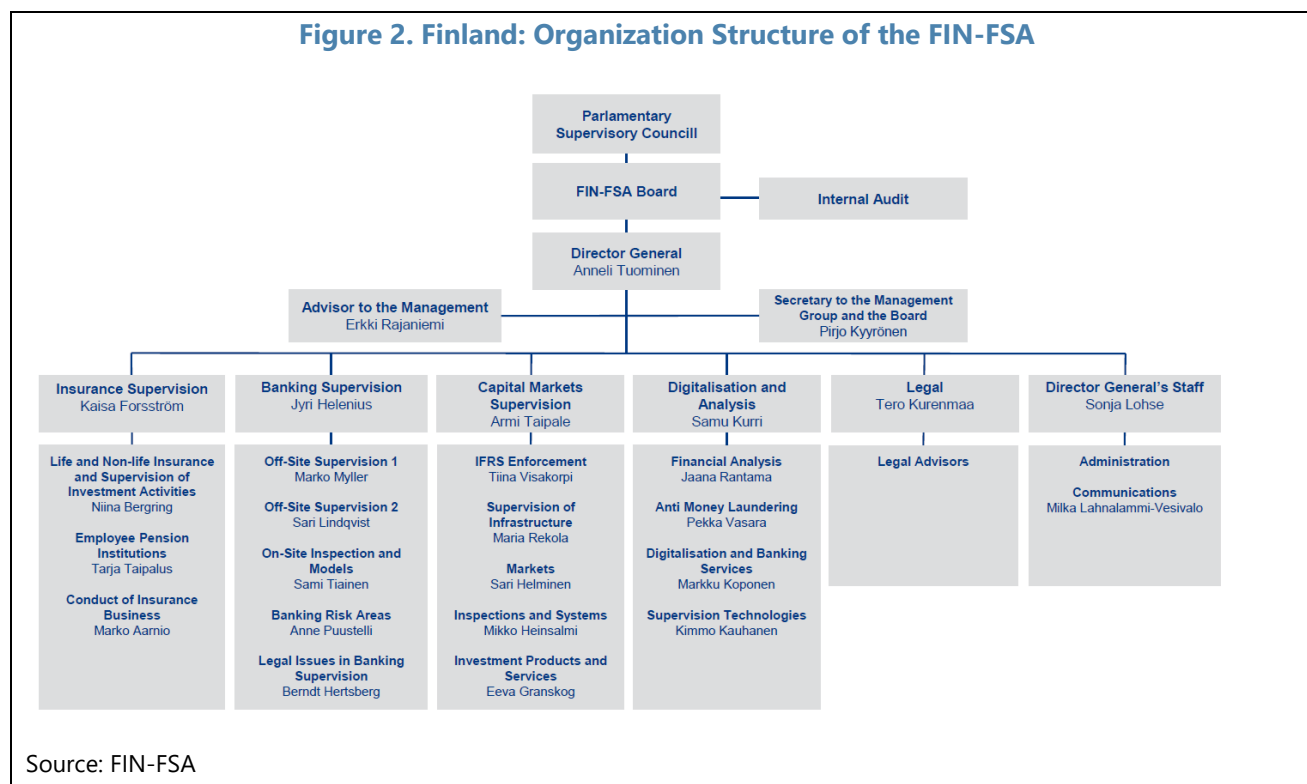 Figure 2. Finland: Organization Structure of the FIN-FSA
Parlamentary
Supervisory Councill
FIN-FSA Board
Internal Audit
Director General
Anneli Tuominen
Advisor to the Management
Erkki Rajaniemi
Secretary to the Management
Group and the Board
Pirjo Kyyrönen
Insurance Supervision
Kaisa Forsström
Banking Supervision
Jyri Helenius
Capital Markets
Supervision
Armi Taipale
Digitalisation and
Analysis
Samu Kurri
Legal
Tero Kurenmaa
Director General's Staff
Sonja Lohse
Life and Non-life Insurance
and Supervision of
Investment Activities
Niina Bergring
Employee Pension
Institutions
Tarja Taipalus
Conduct of Insurance
Business
Marko Aarnio
Off-Site Supervision 1
Marko Myller
Off-Site Supervision 2
Sari Lindqvist
On-Site Inspection and
Models
Sami Tiainen
Banking Risk Areas
Anne Puustelli
Legal Issues in Banking
Supervision
Berndt Hertsberg
IFRS Enforcement
Tiina Visakorpi
Supervision of
Infrastructure
Maria Rekola
Markets
Sari Helminen
Inspections and Systems
Mikko Heinsalmi
Investment Products and
Services
Eeva Granskog
Financial Analysis
Jaana Rantama
Anti Money Laundering
Pekka Vasara
Digitalisation and Banking
Services
Markku Koponen
Supervision Technologies
Kimmo Kauhanen
Legal Advisors
Administration
Communications
Milka Lahnalammi-Vesivalo
Source: FIN-FSA